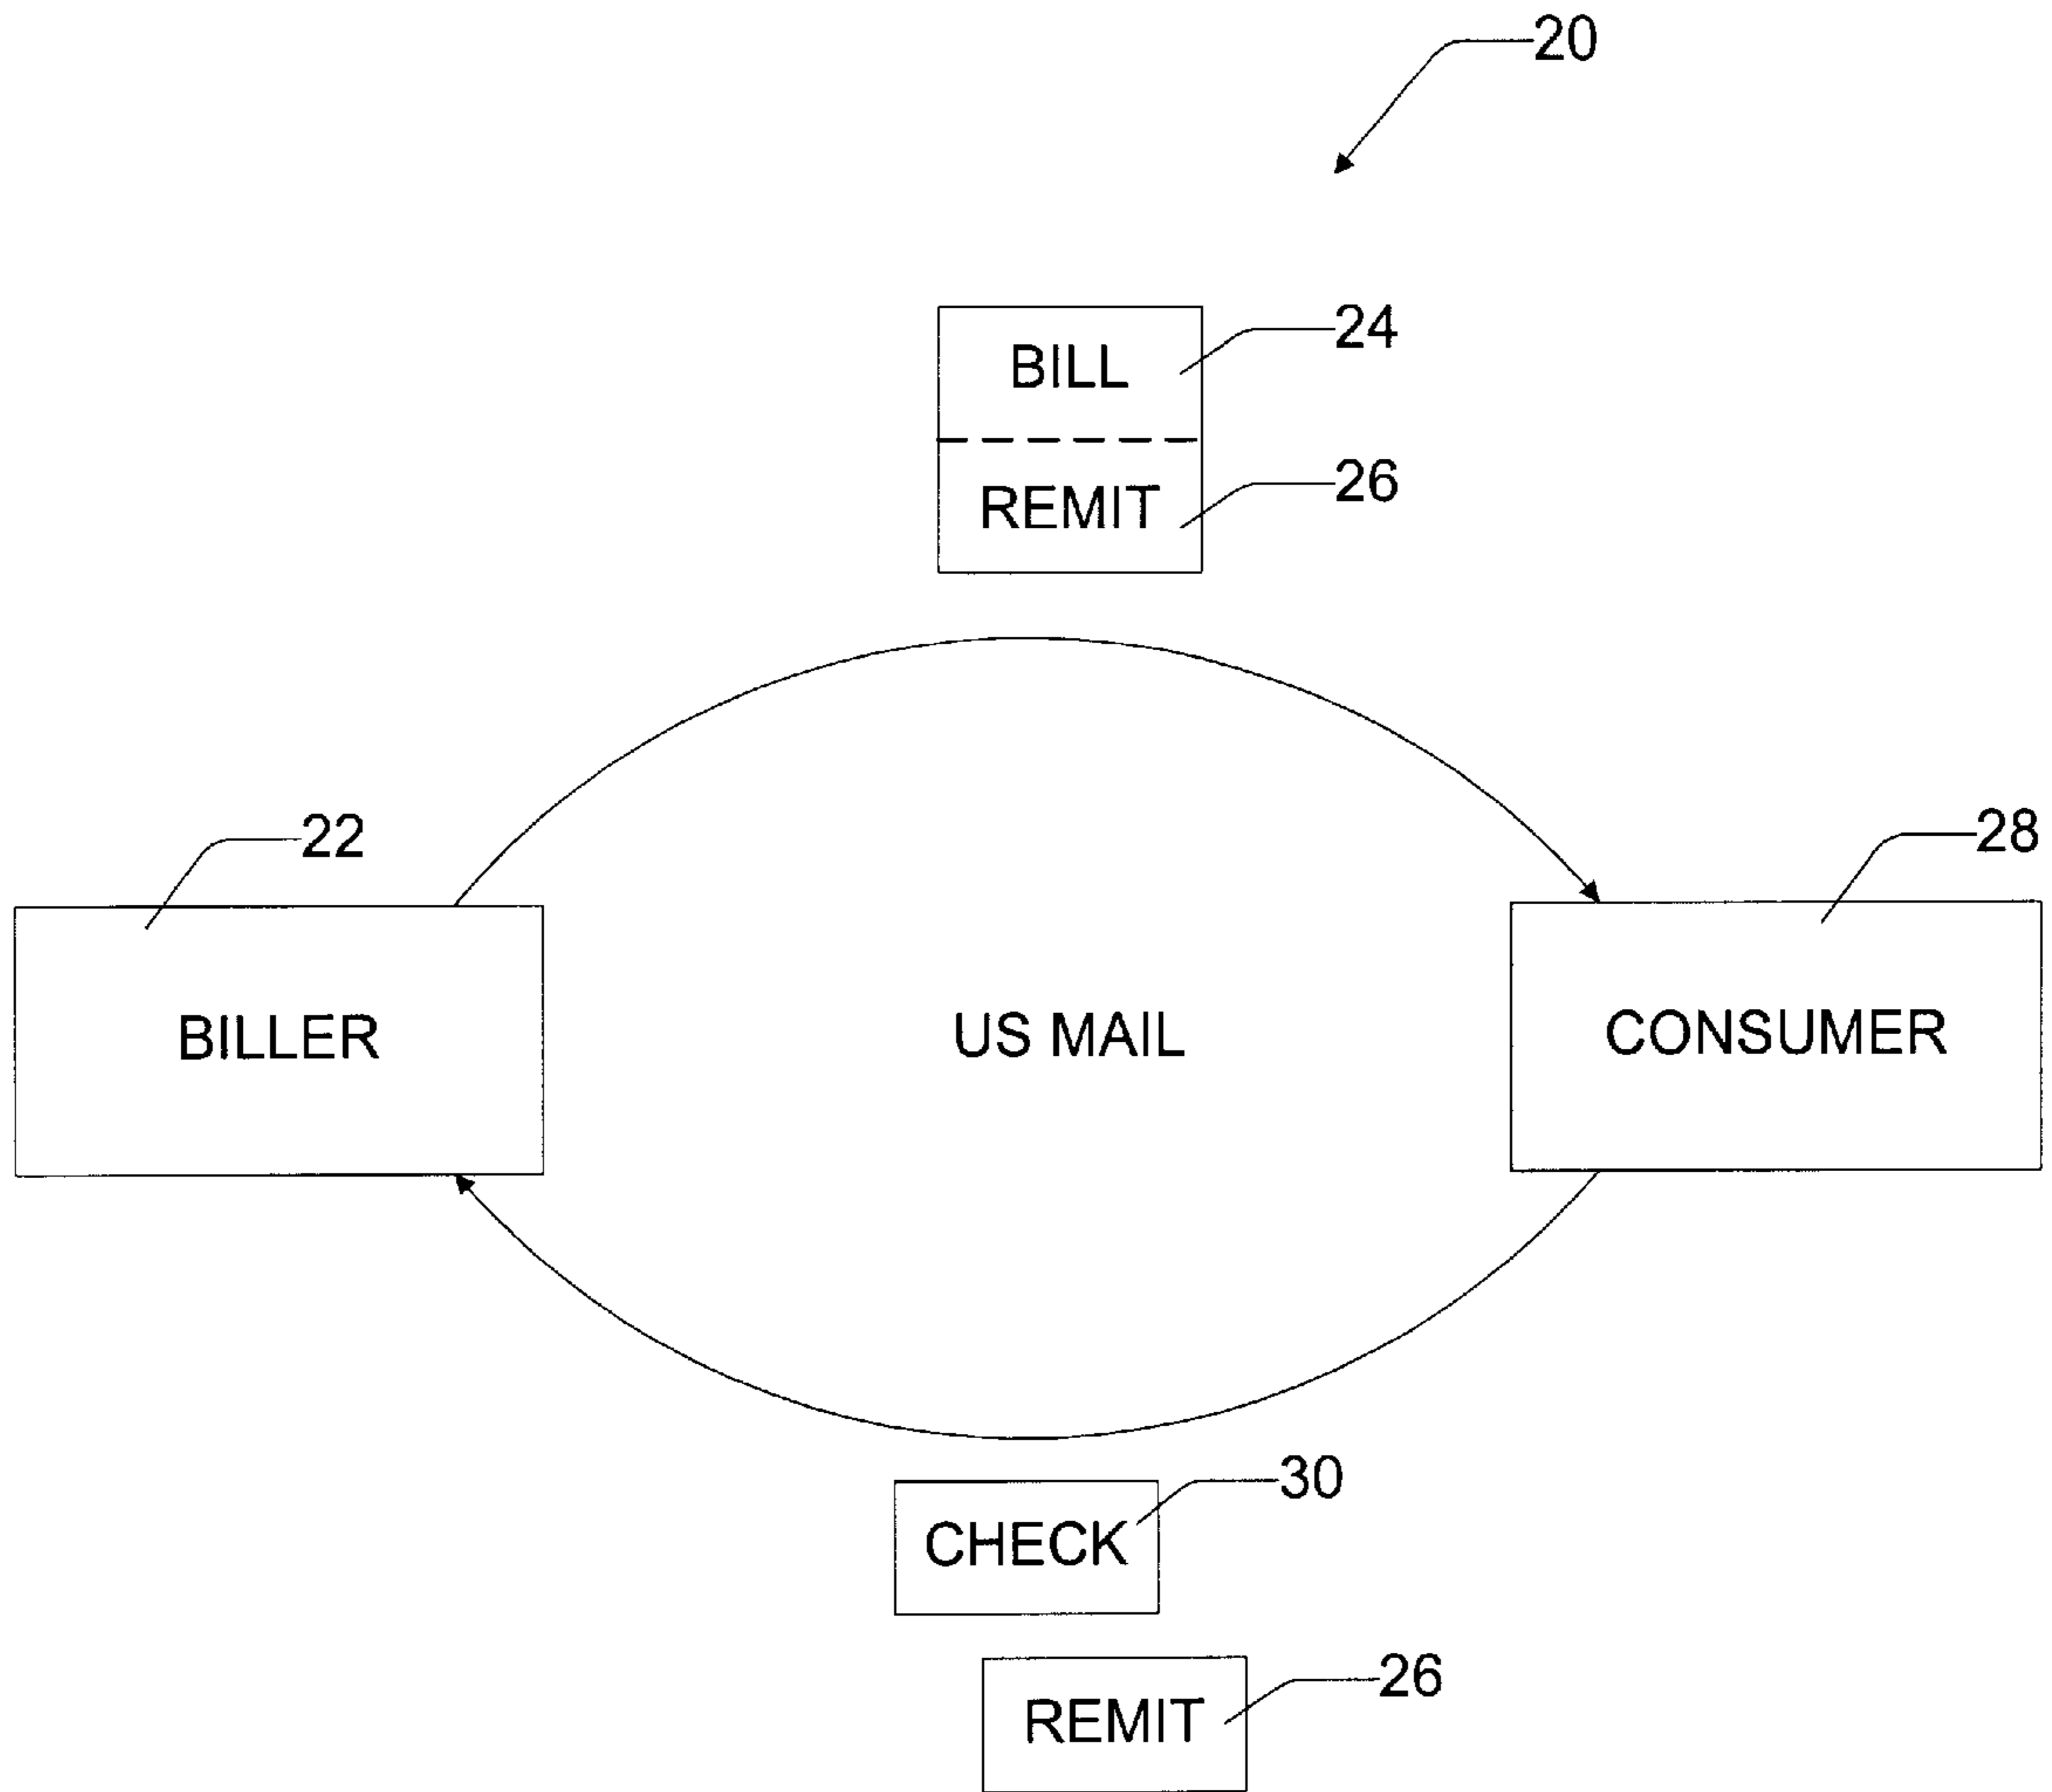 20
BILL
24
REMIT
26
22
28
BILLER
US MAIL
CONSUMER
CHECK
30
REMIT
26